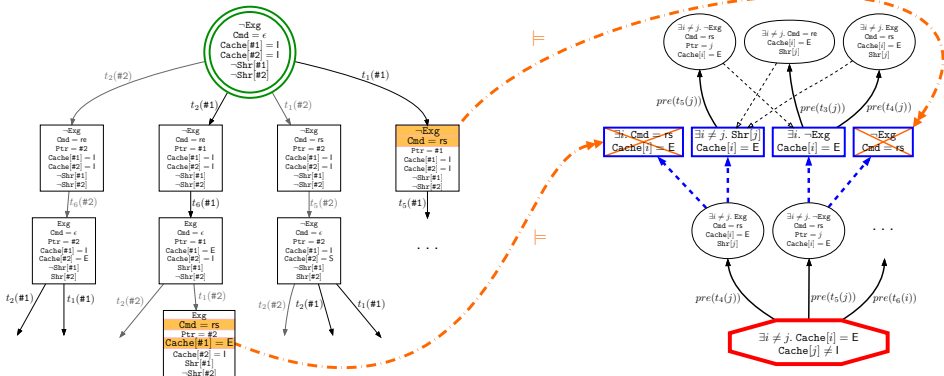 ¬Exg
Cmd = ϵ
Cache[#1] = I
Cache[#2] = I
¬Shr[#1]
¬Shr[#2]
t₂(#2)
t₂(#1)
t₁(#2)
t₁(#1)
¬Exg
Cmd = re
Ptr = #2
Cache[#1] = I
Cache[#2] = I
¬Shr[#1]
¬Shr[#2]
¬Exg
Cmd = re
Ptr = #1
Cache[#1] = I
Cache[#2] = I
¬Shr[#1]
¬Shr[#2]
¬Exg
Cmd = rs
Ptr = #2
Cache[#1] = I
Cache[#2] = I
¬Shr[#1]
¬Shr[#2]
¬Exg
Cmd = rs
Ptr = #1
Cache[#1] = I
Cache[#2] = I
¬Shr[#1]
¬Shr[#2]
t₆(#2)
t₆(#1)
t₅(#2)
t₅(#1)
Exg
Cmd = ϵ
Ptr = #2
Cache[#1] = I
Cache[#2] = E
¬Shr[#1]
Shr[#2]
Exg
Cmd = ϵ
Ptr = #1
Cache[#1] = E
Cache[#2] = I
Shr[#1]
¬Shr[#2]
¬Exg
Cmd = ϵ
Ptr = #2
Cache[#1] = I
Cache[#2] = S
¬Shr[#1]
Shr[#2]
. . .
t₂(#1)
t₁(#1)
t₂(#2)
t₁(#2)
t₂(#2)
t₂(#1)
t₁(#1)
Exg
Cmd = rs
Ptr = #2
Cache[#1] = E
Cache[#2] = I
Shr[#1]
¬Shr[#2]
⊨
⊨
∃i ≠ j. ¬Exg
Cmd = rs
Ptr = j
Cache[i] = E
∃i ≠ j. Cmd = re
Cache[i] = E
Shr[j]
∃i ≠ j. Exg
Cmd = rs
Cache[i] = E
Shr[j]
pre(t₅(j))
pre(t₃(j))
pre(t₄(j))
∃i. Cmd = rs
Cache[i] = E
∃i ≠ j. Shr[j]
Cache[i] = E
∃i. ¬Exg
Cache[i] = E
¬Exg
Cmd = rs
∃i ≠ j. Exg
Cmd = rs
Cache[i] = E
Shr[j]
∃i ≠ j. ¬Exg
Cmd = rs
Ptr = j
Cache[i] = E
. . .
pre(t₄(j))
pre(t₅(j))
pre(t₆(i))
∃i ≠ j. Cache[i] = E
Cache[j] ≠ I